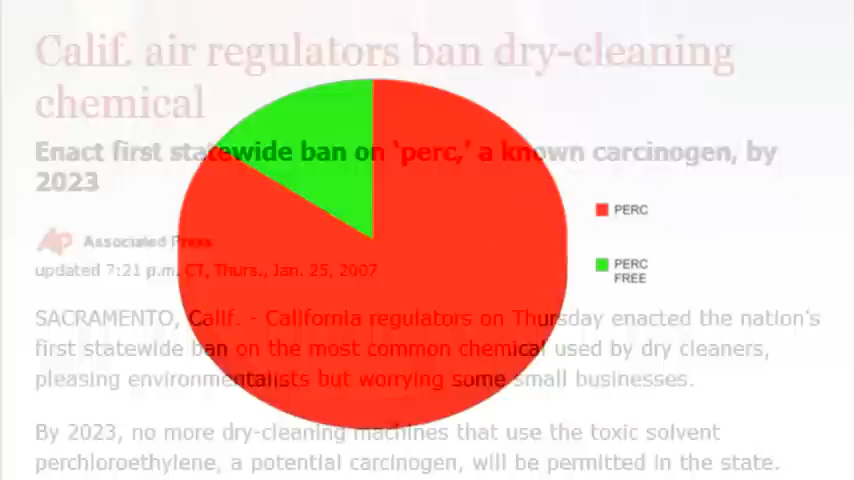 Calif. air regulators ban dry-cleaning
chemical
Enact first statewide ban on ‘perc,’ a known carcinogen, by
2023
AP Associated Press
updated 7:21 p.m. CT, Thurs., Jan. 25, 2007
PERC
PERC
FREE
SACRAMENTO, Calif. - California regulators on Thursday enacted the nation's
first statewide ban on the most common chemical used by dry cleaners,
pleasing environmentalists but worrying some small businesses.
By 2023, no more dry-cleaning machines that use the toxic solvent
perchloroethylene, a potential carcinogen, will be permitted in the state.